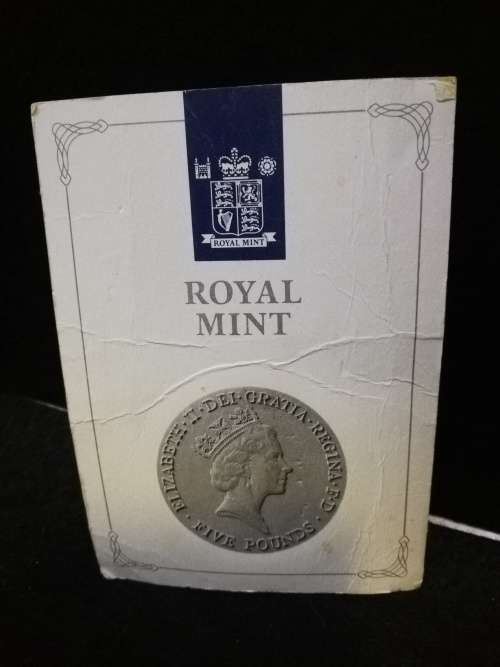 ROYAL MINT
ROYAL
MINT
ELIZABETH·II·DEI·GRATIA·REGINA·F·D
·FIVE POUNDS·